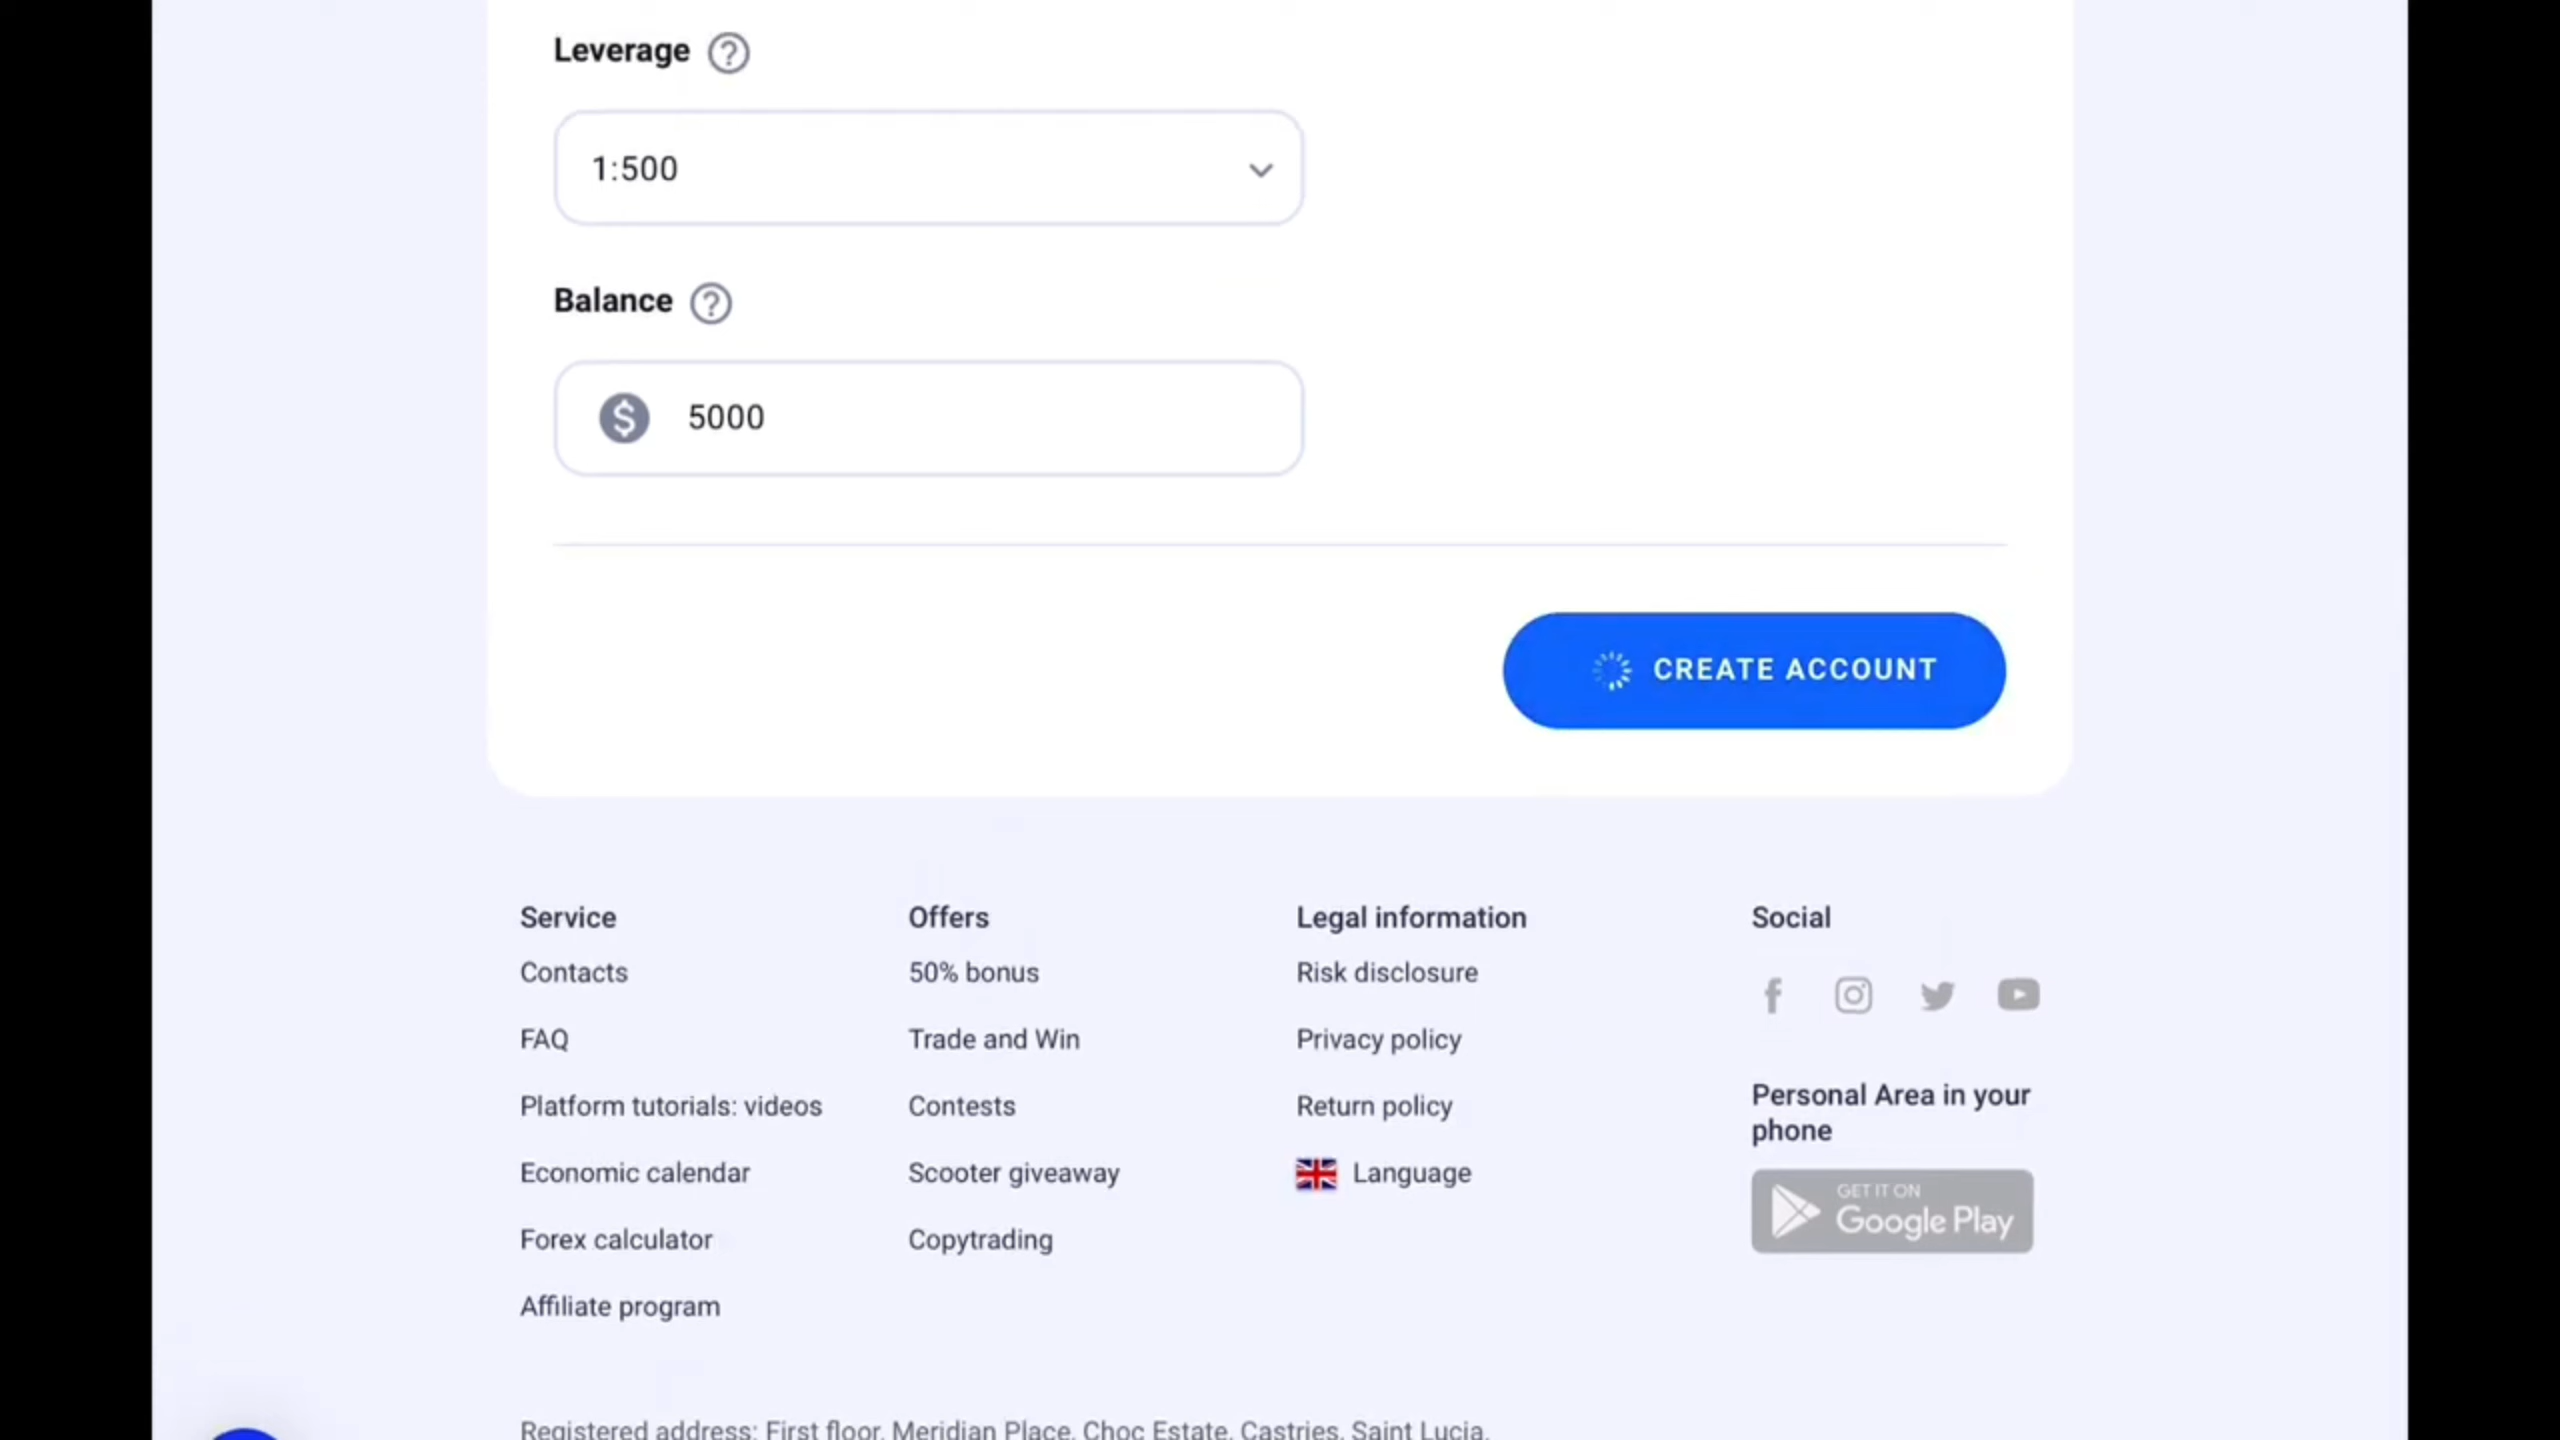 Leverage
1:500
Balance
5000
CREATE ACCOUNT
Service
Contacts
FAQ
Platform tutorials: videos
Economic calendar
Forex calculator
Affiliate program
Offers
50% bonus
Trade and Win
Contests
Scooter giveaway
Copytrading
Legal information
Risk disclosure
Privacy policy
Return policy
Language
Social
Personal Area in your
phone
GET IT ON
Google Play
Registered address: First floor, Meridian Place, Choc Estate, Castries, Saint Lucia.